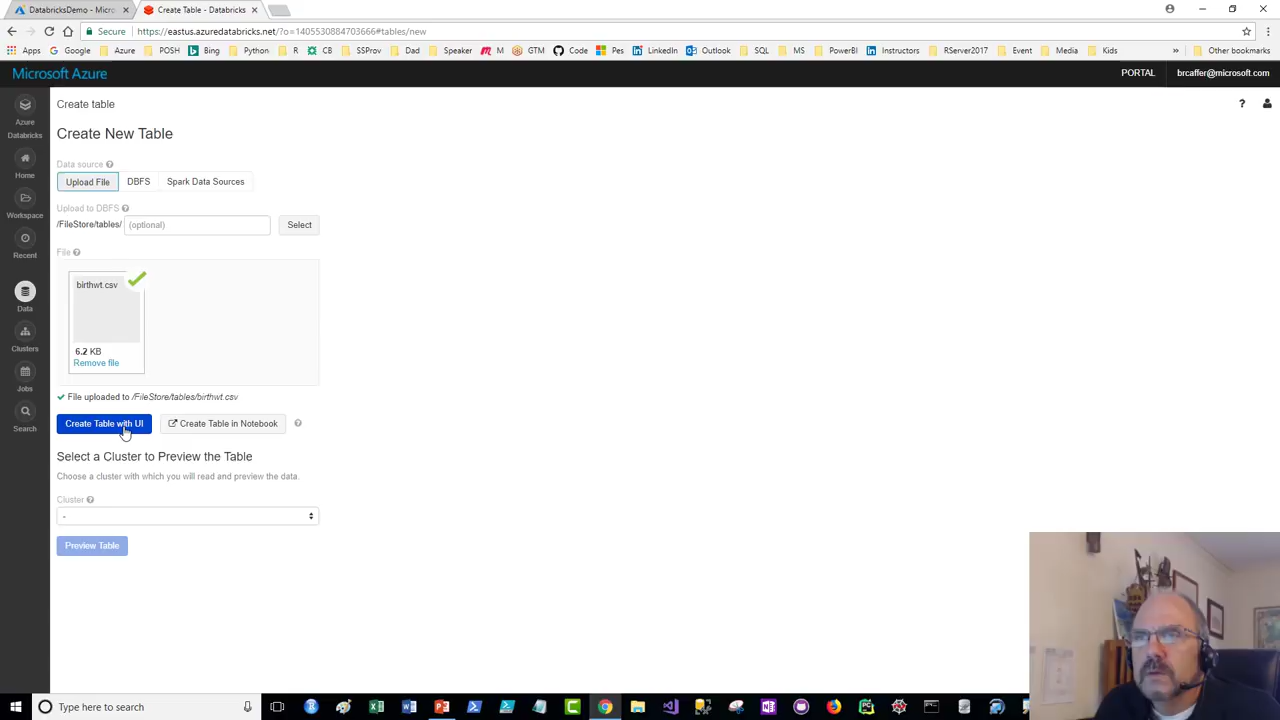 DatabricksDemo - Micro
Create Table - Databricks
Secure
https://eastus.azuredatabricks.net/?o=1405530884703666#tables/new
Apps
Google
Azure
POSH
Bing
Python
R
CB
SSProv
Dad
Speaker
M
GTM
Code
Pes
LinkedIn
Outlook
SQL
MS
PowerBI
Instructors
RServer2017
Event
Media
Kids
»
Other bookmarks
Microsoft Azure
PORTAL
brcaffer@microsoft.com
Azure
Databricks
Home
Workspace
Recent
Data
Clusters
Jobs
Search
Create table
?
Create New Table
Data source ?
Upload File
DBFS
Spark Data Sources
Upload to DBFS ?
/FileStore/tables/
(optional)
Select
File ?
birthwt.csv
6.2 KB
Remove file
File uploaded to /FileStore/tables/birthwt.csv
Create Table with UI
Create Table in Notebook
?
Select a Cluster to Preview the Table
Choose a cluster with which you will read and preview the data.
Cluster ?
-
Preview Table
Type here to search